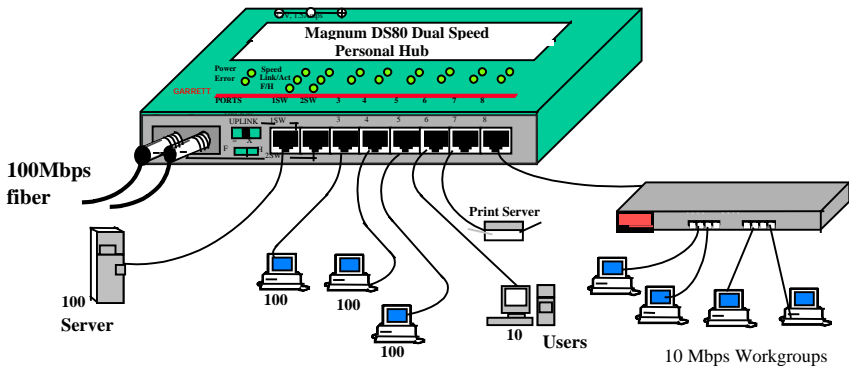 Magnum DS80 Dual Speed
Personal Hub
Power
Error
Speed
Link/Act
F/H
GARRETT
PORTS 1SW 2SW 3 4 5 6 7 8
UPLINK 1SW 3 4 5 6 7 8
X
F
2SW
100Mbps
fiber
Print Server
100
Server
100
100
100
10
Users
10 Mbps Workgroups